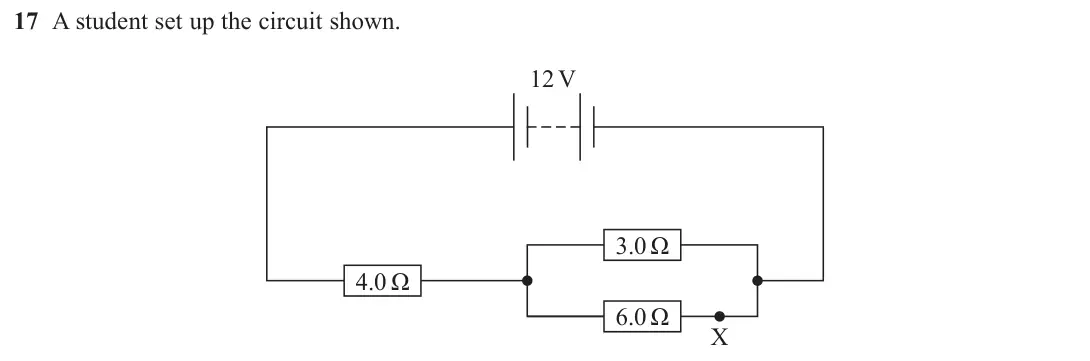 17 A student set up the circuit shown.
12 V
3.0 Ω
4.0 Ω
6.0 Ω
X